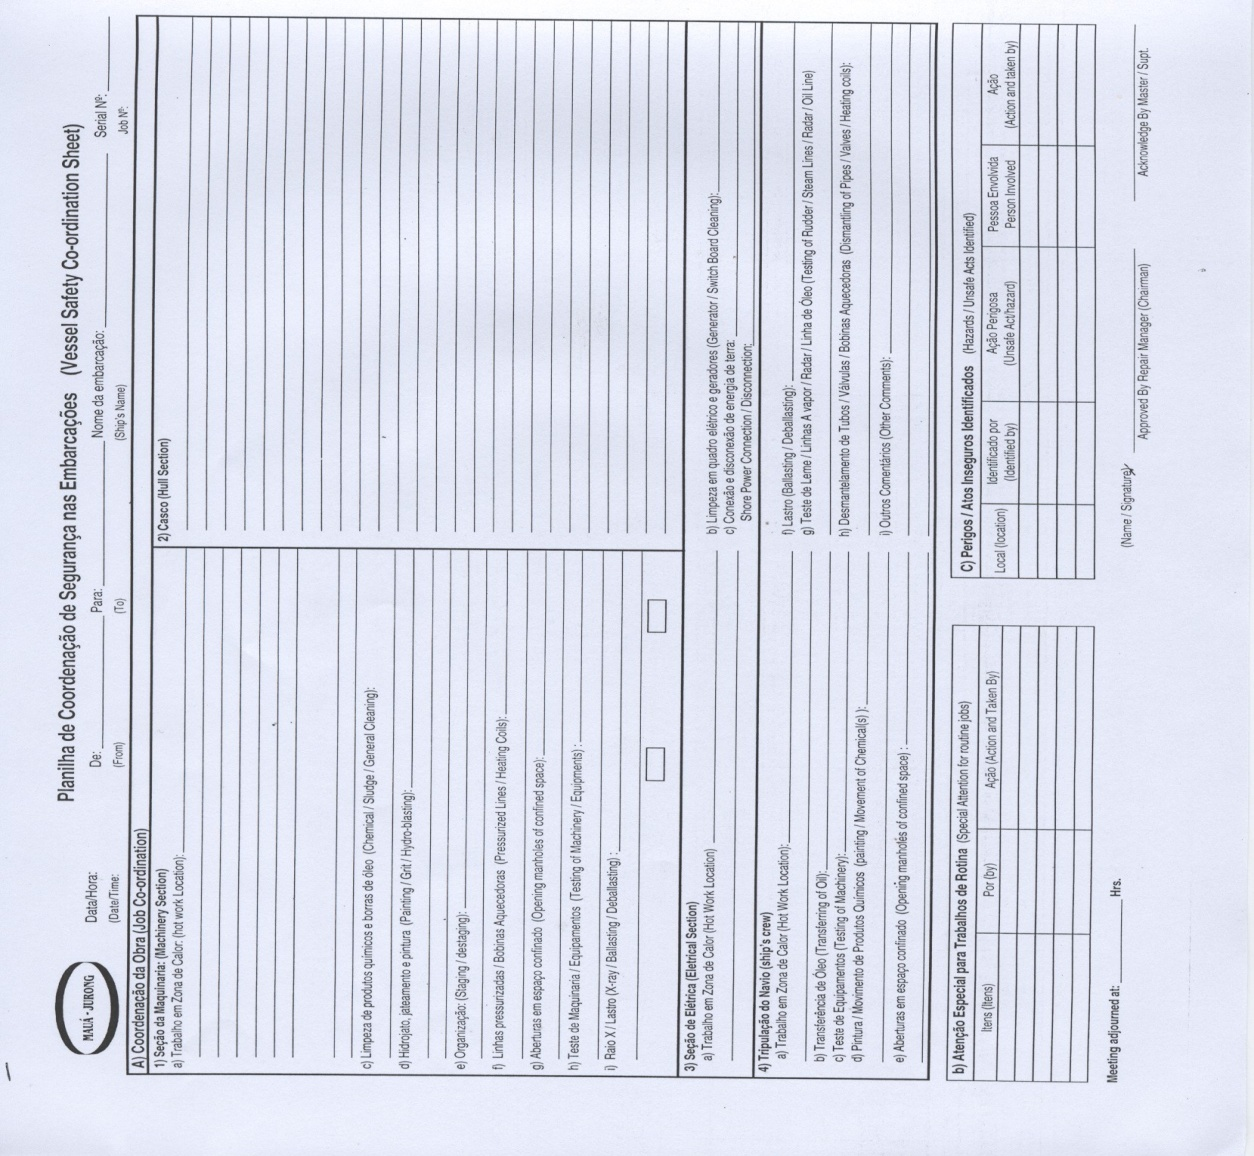 Planilha de Coordenação de Segurança nas Embarcações (Vessel Safety Co-ordination Sheet)
MAUÁ - JURONG
Data/Hora: De: Para: Nome da embarcação: Serial Nº:
(Date/Time: (From) (To) (Ship's Name) Job Nº:
A) Coordenação da Obra (Job Co-ordination)
1) Seção da Maquinaria: (Machinery Section)
a) Trabalho em Zona de Calor: (hot work Location):
c) Limpeza de produtos químicos e borras de óleo (Chemical / Sludge / General Cleaning):
d) Hidrojato, jateamento e pintura (Painting / Grit / Hydro-blasting):
e) Organização: (Staging / destaging):
f) Linhas pressurizadas / Bobinas Aquecedoras (Pressurized Lines / Heating Coils):
g) Aberturas em espaço confinado (Opening manholes of confined space):
h) Teste de Maquinaria / Equipamentos (Testing of Machinery / Equipments) :
i) Raio X / Lastro (X-ray / Ballasting / Deballasting) :
2) Casco (Hull Section)
3) Seção de Elétrica (Eletrical Section)
a) Trabalho em Zona de Calor (Hot Work Location)
b) Limpeza em quadro elétrico e geradores (Generator / Switch Board Cleaning):
c) Conexão e disconexão de energia de terra:
Shore Power Connection / Disconnection:
4) Tripulação do Navio (ship's crew)
a) Trabalho em Zona de Calor (Hot Work Location):
b) Transferência de Óleo (Transferring of Oil):
c) Teste de Equipamentos (Testing of Machinery):
d) Pintura / Movimento de Produtos Químicos (painting / Movement of Chemical(s) ):
e) Aberturas em espaço confinado (Opening manholes of confined space) :
f) Lastro (Ballasting / Deballasting):
g) Teste de Leme / Linhas A vapor / Radar / Linha de Óleo (Testing of Rudder / Steam Lines / Radar / Oil Line)
h) Desmantelamento de Tubos / Válvulas / Bobinas Aquecedoras (Dismantling of Pipes / Valves / Heating coils):
i) Outros Comentários (Other Comments):
b) Atenção Especial para Trabalhos de Rotina (Special Attention for routine jobs)
Itens (Itens) Por (by) Ação (Action and Taken By)
C) Perigos / Atos Inseguros Identificados (Hazards / Unsafe Acts Identified)
Local (location) Identificado por Ação Perigosa Pessoa Envolvida Ação
(Identified by) (Unsafe Act/hazard) Person Involved (Action and taken by)
Meeting adjourned at: Hrs.
(Name / Signature)
Approved By Repair Manager (Chairman) Acknowledge By Master / Supt.